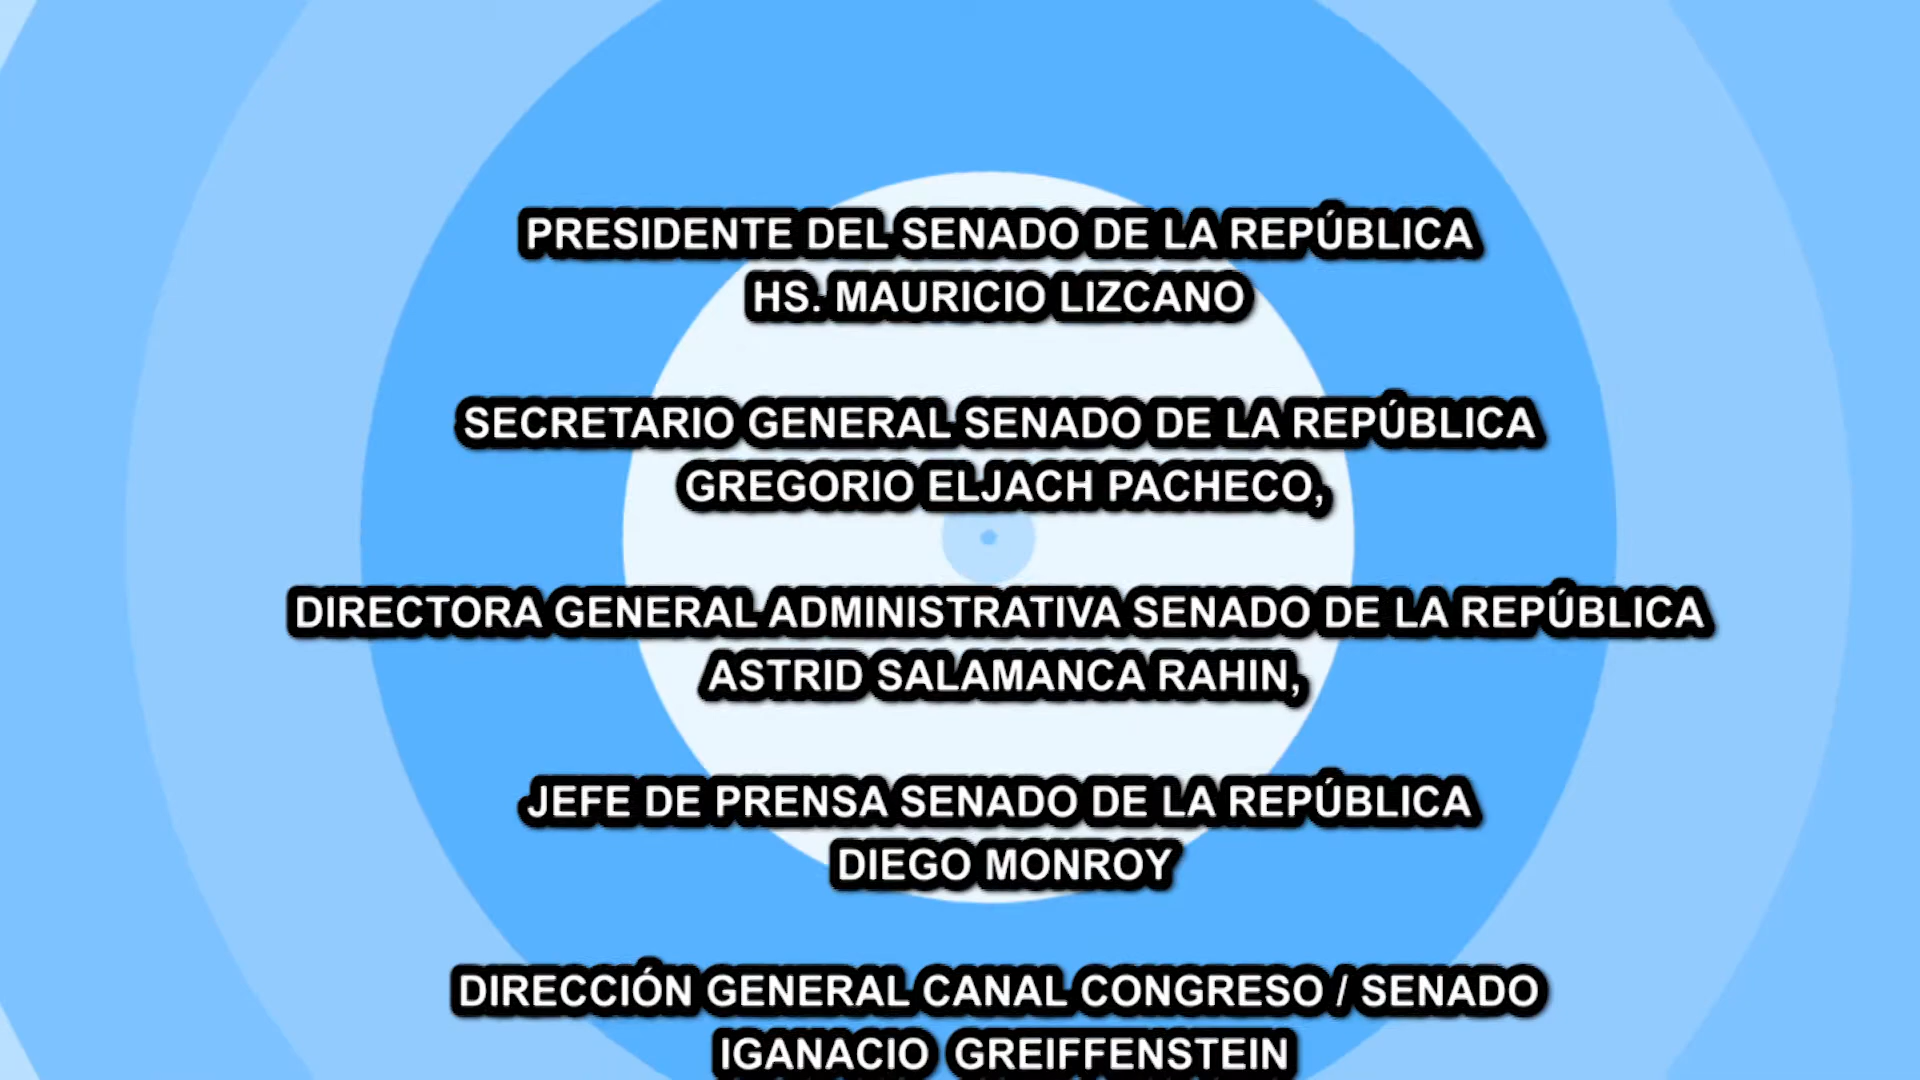 PRESIDENTE DEL SENADO DE LA REPÚBLICA
HS. MAURICIO LIZCANO
SECRETARIO GENERAL SENADO DE LA REPÚBLICA
GREGORIO ELJACH PACHECO,
DIRECTORA GENERAL ADMINISTRATIVA SENADO DE LA REPÚBLICA
ASTRID SALAMANCA RAHIN,
JEFE DE PRENSA SENADO DE LA REPÚBLICA
DIEGO MONROY
DIRECCIÓN GENERAL CANAL CONGRESO / SENADO
IGANACIO GREIFFENSTEIN